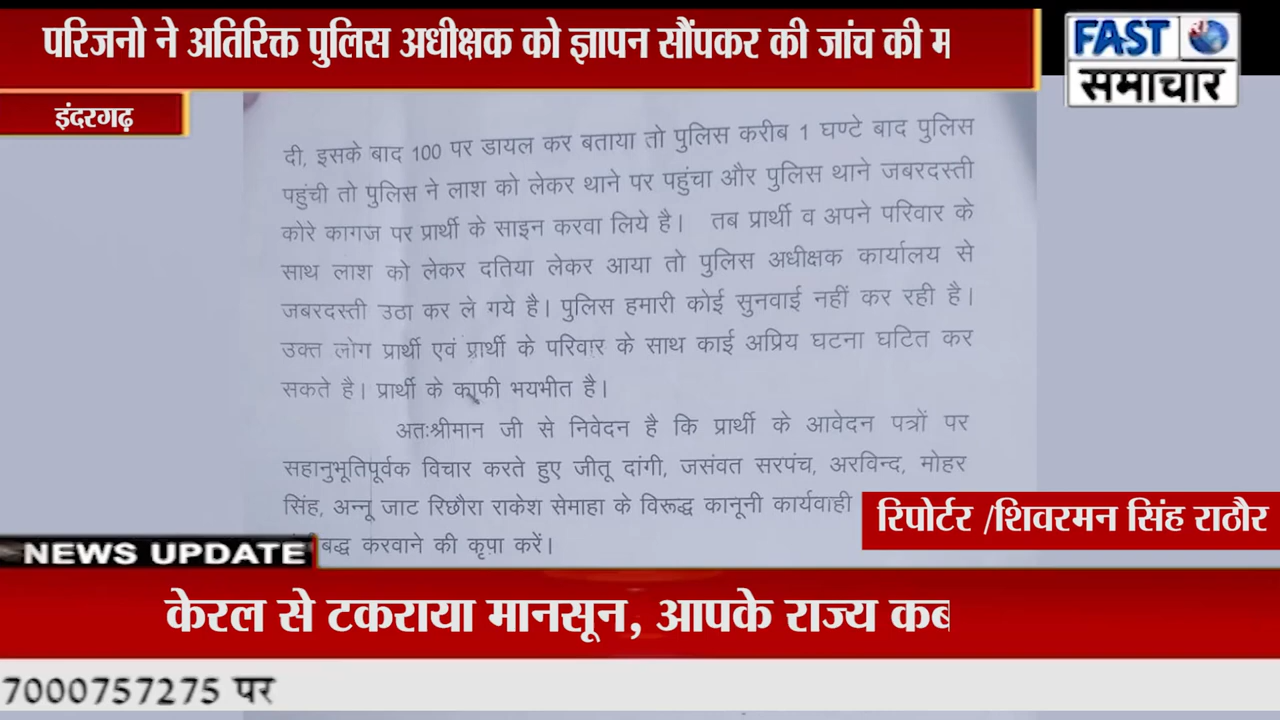 परिजनो ने अतिरिक्त पुलिस अधीक्षक को ज्ञापन सौंपकर की जांच की म
FAST
समाचार
इंदरगढ़
दी, इसके बाद 100 पर डायल कर बताया तो पुलिस करीब 1 घण्टे बाद पुलिस
पहुंची तो पुलिस ने लाश को लेकर थाने पर पहुंचा और पुलिस थाने जबरदस्ती
कोरे कागज पर प्रार्थी के साइन करवा लिये है। तब प्रार्थी व अपने परिवार के
साथ लाश को लेकर दतिया लेकर आया तो पुलिस अधीक्षक कार्यालय से
जबरदस्ती उठा कर ले गये है। पुलिस हमारी कोई सुनवाई नहीं कर रही है।
उक्त लोग प्रार्थी एवं प्रार्थी के परिवार के साथ काई अप्रिय घटना घटित कर
सकते है। प्रार्थी के काफी भयभीत है।
अतःश्रीमान जी से निवेदन है कि प्रार्थी के आवेदन पत्रों पर
सहानुभूतिपूर्वक विचार करते हुए जीतू दांगी, जसंवत सरपंच, अरविन्द, मोहर
सिंह, अन्नू जाट रिछौरा राकेश सेमाहा के विरूद्ध कानूनी कार्यवाही
बद्ध करवाने की कृपा करें।
रिपोर्टर /शिवरमन सिंह राठौर
NEWS UPDATE
केरल से टकराया मानसून, आपके राज्य कब
7000757275 पर